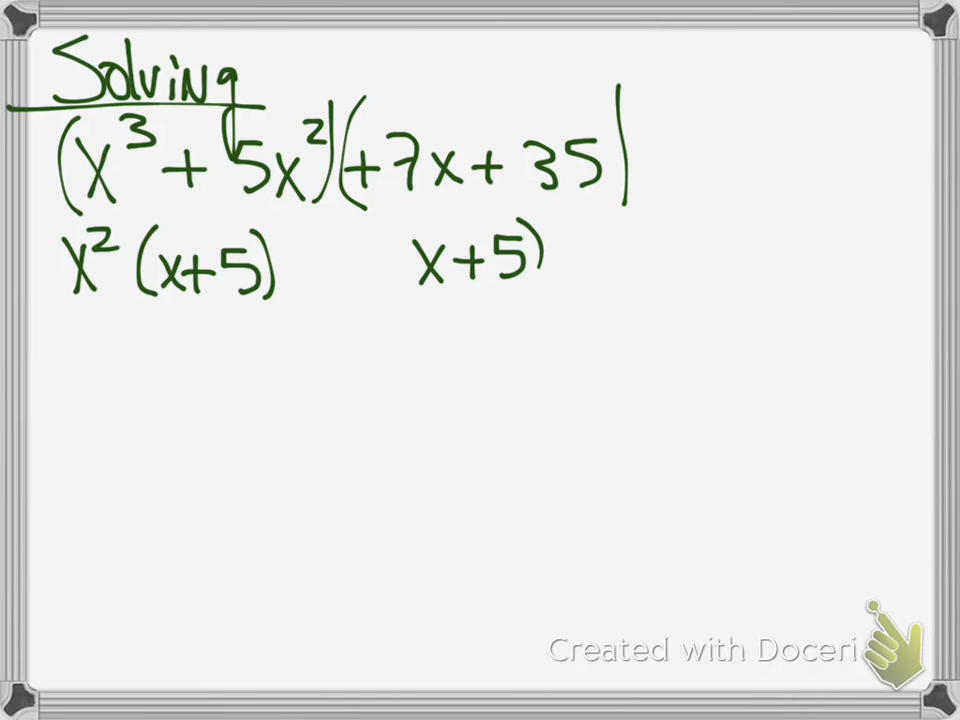 Solving
(x³ + 5x²)(+7x + 35)
x² (x+5) x+5)
Created with Doceri